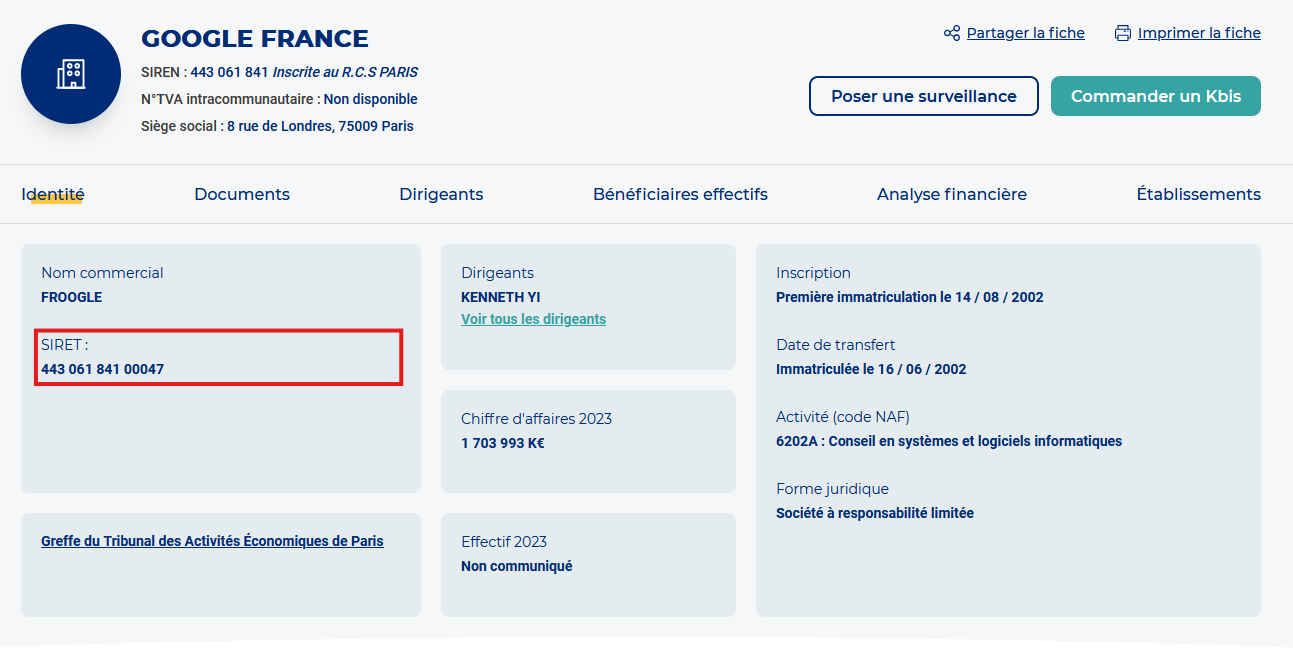 GOOGLE FRANCE
SIREN : 443 061 841 Inscrite au R.C.S PARIS
N°TVA intracommunautaire : Non disponible
Siège social : 8 rue de Londres, 75009 Paris
Partager la fiche
Imprimer la fiche
Poser une surveillance
Commander un Kbis
Identité
Documents
Dirigeants
Bénéficiaires effectifs
Analyse financière
Établissements
Nom commercial
FROOGLE
SIRET :
443 061 841 00047
Greffe du Tribunal des Activités Économiques de Paris
Dirigeants
KENNETH YI
Voir tous les dirigeants
Chiffre d'affaires 2023
1 703 993 K€
Effectif 2023
Non communiqué
Inscription
Première immatriculation le 14 / 08 / 2002
Date de transfert
Immatriculée le 16 / 06 / 2002
Activité (code NAF)
6202A : Conseil en systèmes et logiciels informatiques
Forme juridique
Société à responsabilité limitée